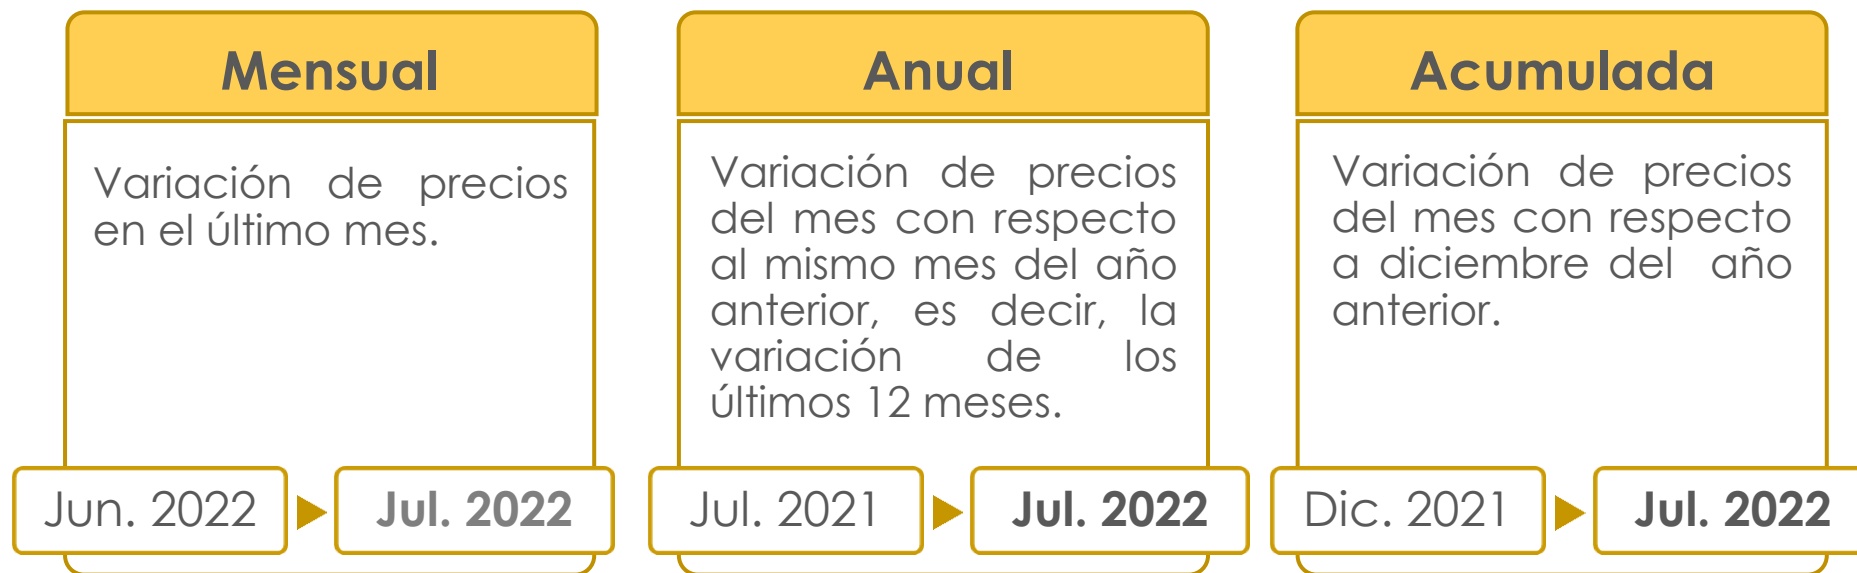 Mensual
Variación de precios
en el último mes.
Jun. 2022
Jul. 2022
Anual
Variación de precios
del mes con respecto
al mismo mes del año
anterior, es decir, la
variación de los
últimos 12 meses.
Jul. 2021
Jul. 2022
Acumulada
Variación de precios
del mes con respecto
a diciembre del año
anterior.
Dic. 2021
Jul. 2022